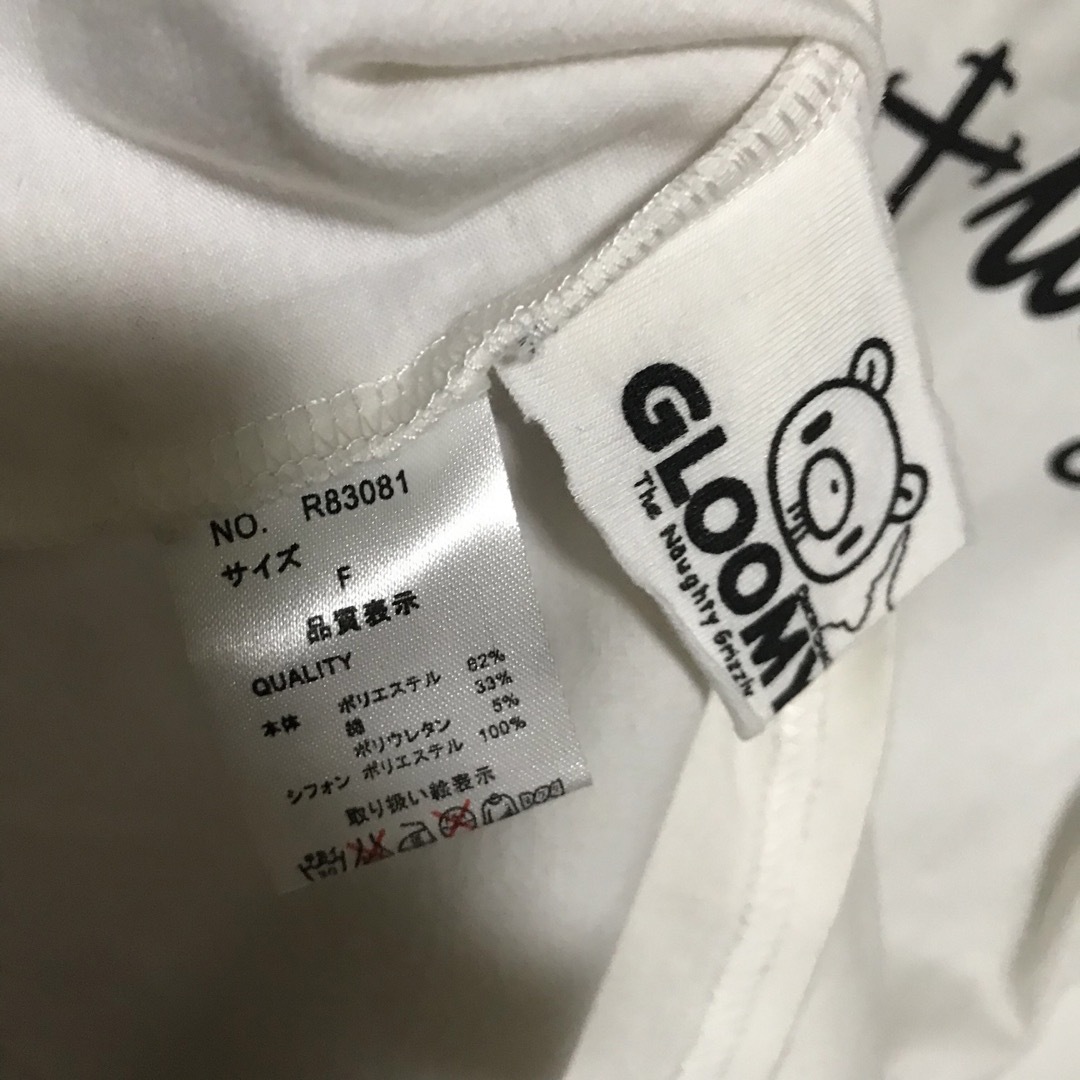 NO. R83081
サイズ
F
品質表示
QUALITY
本体 ポリエステル 62%
綿 33%
ポリウレタン 5%
シフォン ポリエステル 100%
取り扱い絵表示
GLOOMY
The Naughty Grizzly